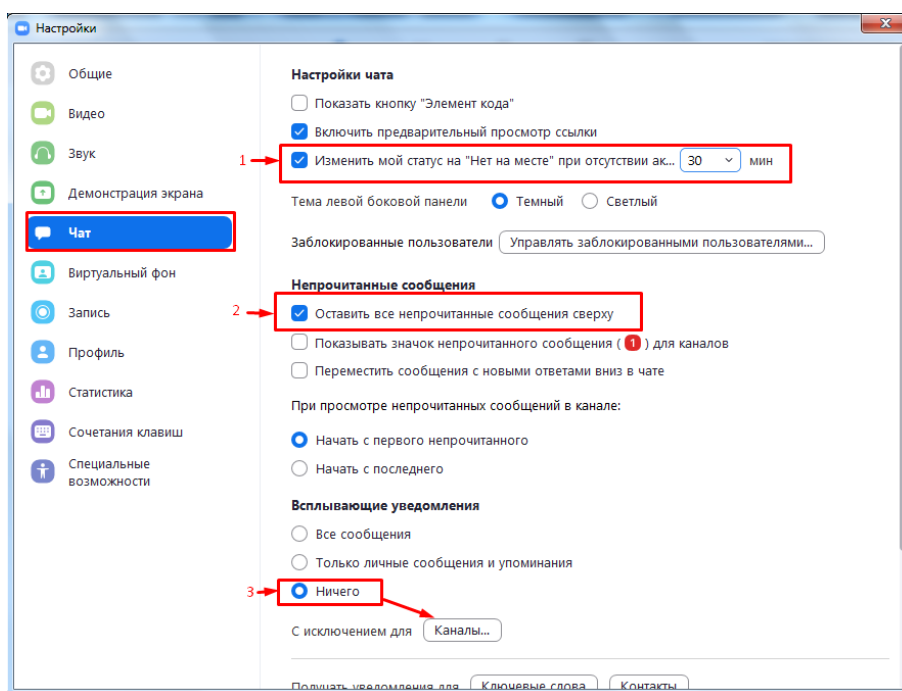 Настройки
Общие
Видео
Звук
Демонстрация экрана
Чат
Виртуальный фон
Запись
Профиль
Статистика
Сочетания клавиш
Специальные
возможности
Настройки чата
Показать кнопку "Элемент кода"
Включить предварительный просмотр ссылки
1 Изменить мой статус на "Нет на месте" при отсутствии ак... 30 мин
Тема левой боковой панели Темный Светлый
Заблокированные пользователи Управлять заблокированными пользователями...
Непрочитанные сообщения
2 Оставить все непрочитанные сообщения сверху
Показывать значок непрочитанного сообщения ( 1 ) для каналов
Переместить сообщения с новыми ответами вниз в чате
При просмотре непрочитанных сообщений в канале:
Начать с первого непрочитанного
Начать с последнего
Всплывающие уведомления
Все сообщения
Только личные сообщения и упоминания
3 Ничего
С исключением для Каналы...
Получать уведомления для Ключевые слова Контакты